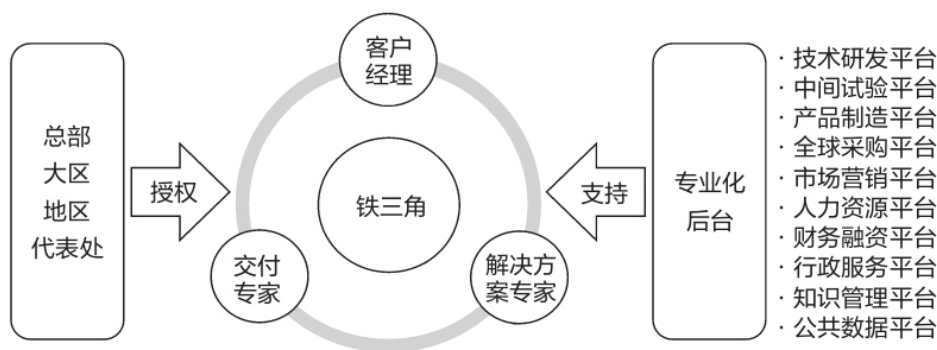 总部
大区
地区
代表处
授权
客户
经理
铁三角
交付
专家
解决方
案专家
支持
专业化
后台
·技术研发平台
·中间试验平台
·产品制造平台
·全球采购平台
·市场营销平台
·人力资源平台
·财务融资平台
·行政服务平台
·知识管理平台
·公共数据平台